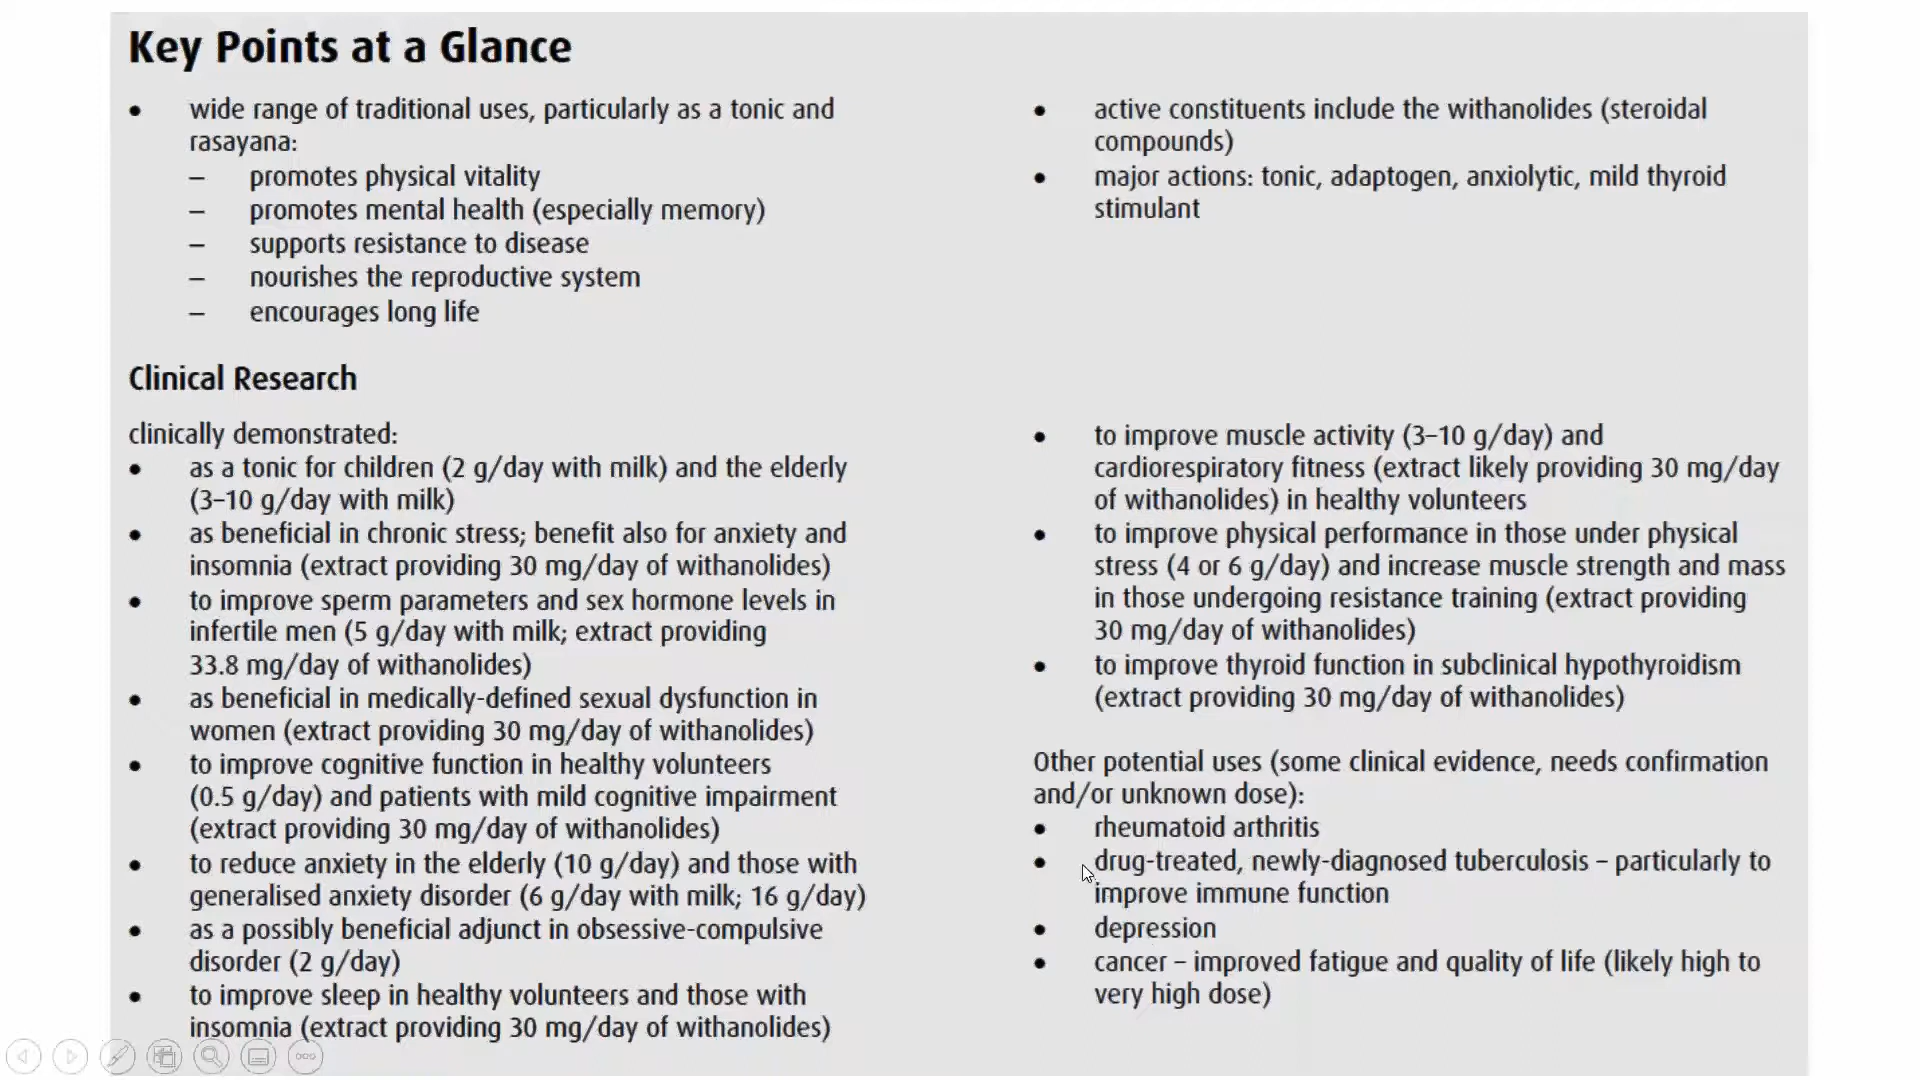 Key Points at a Glance
• wide range of traditional uses, particularly as a tonic and
rasayana:
– promotes physical vitality
– promotes mental health (especially memory)
– supports resistance to disease
– nourishes the reproductive system
– encourages long life
• active constituents include the withanolides (steroidal
compounds)
• major actions: tonic, adaptogen, anxiolytic, mild thyroid
stimulant
Clinical Research
clinically demonstrated:
• as a tonic for children (2 g/day with milk) and the elderly
(3–10 g/day with milk)
• as beneficial in chronic stress; benefit also for anxiety and
insomnia (extract providing 30 mg/day of withanolides)
• to improve sperm parameters and sex hormone levels in
infertile men (5 g/day with milk; extract providing
33.8 mg/day of withanolides)
• as beneficial in medically-defined sexual dysfunction in
women (extract providing 30 mg/day of withanolides)
• to improve cognitive function in healthy volunteers
(0.5 g/day) and patients with mild cognitive impairment
(extract providing 30 mg/day of withanolides)
• to reduce anxiety in the elderly (10 g/day) and those with
generalised anxiety disorder (6 g/day with milk; 16 g/day)
• as a possibly beneficial adjunct in obsessive-compulsive
disorder (2 g/day)
• to improve sleep in healthy volunteers and those with
insomnia (extract providing 30 mg/day of withanolides)
• to improve muscle activity (3–10 g/day) and
cardiorespiratory fitness (extract likely providing 30 mg/day
of withanolides) in healthy volunteers
• to improve physical performance in those under physical
stress (4 or 6 g/day) and increase muscle strength and mass
in those undergoing resistance training (extract providing
30 mg/day of withanolides)
• to improve thyroid function in subclinical hypothyroidism
(extract providing 30 mg/day of withanolides)
Other potential uses (some clinical evidence, needs confirmation
and/or unknown dose):
• rheumatoid arthritis
• drug-treated, newly-diagnosed tuberculosis – particularly to
improve immune function
• depression
• cancer – improved fatigue and quality of life (likely high to
very high dose)